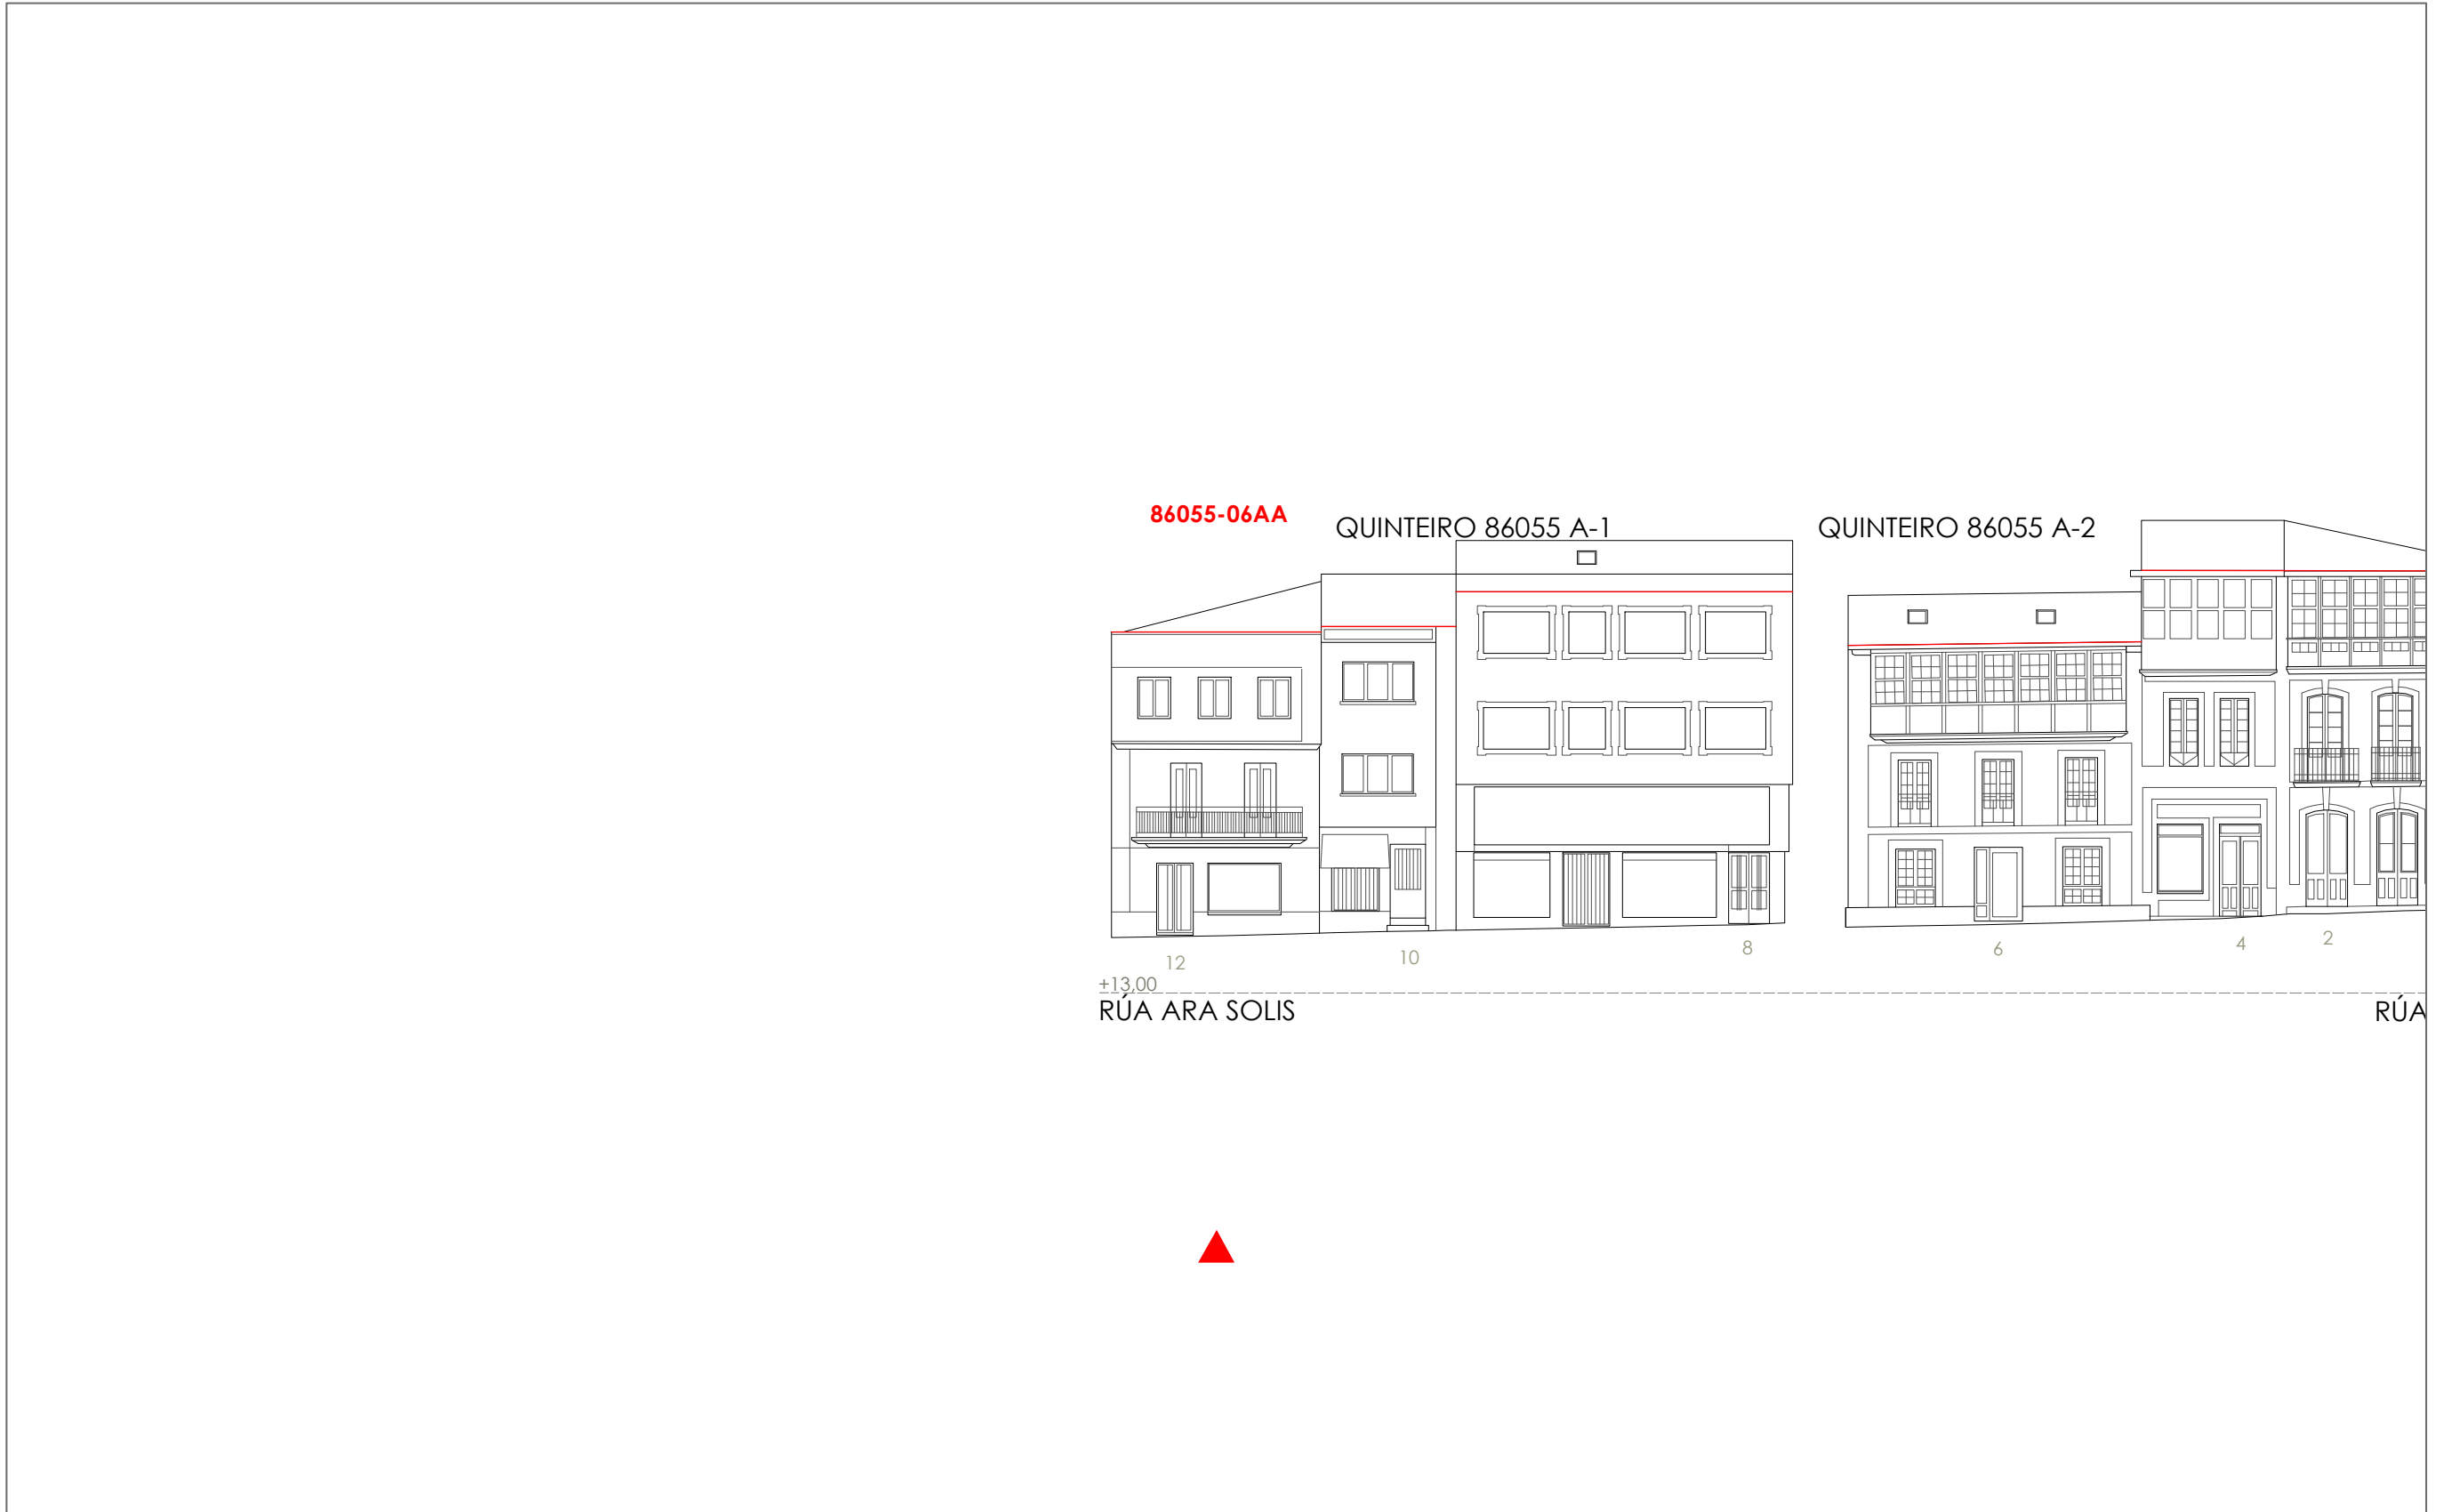 86055-06AA
QUINTEIRO 86055 A-1
QUINTEIRO 86055 A-2
12
10
8
6
4
2
+13,00
RÚA ARA SOLIS
RÚA